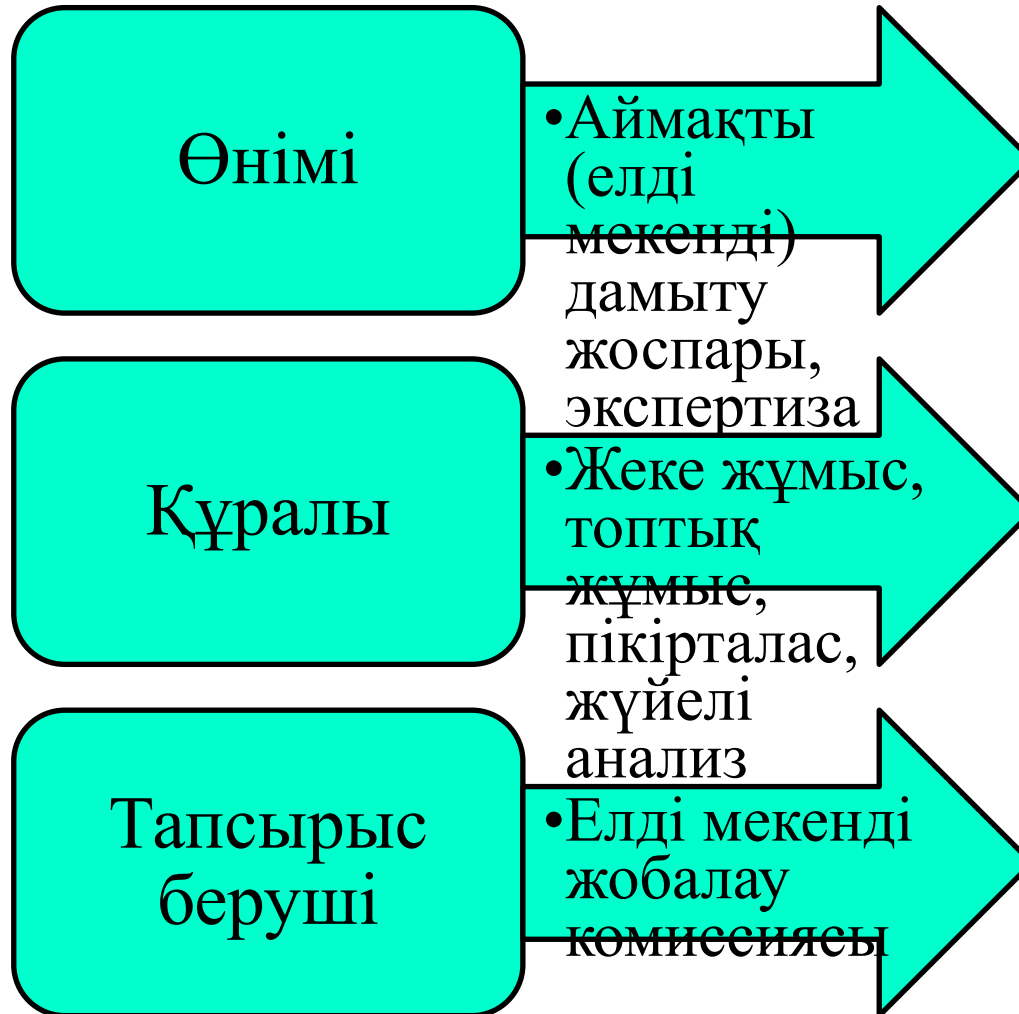 Өнімі
•Аймақты
(елді
мекенді)
дамыту
жоспары,
экспертиза
Құралы
•Жеке жұмыс,
топтық
жұмыс,
пікірталас,
жүйелі
анализ
Тапсырыс
беруші
•Елді мекенді
жобалау
комиссиясы